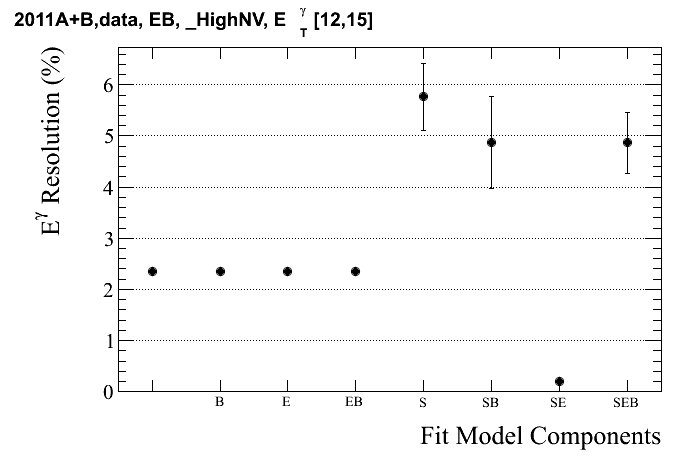 2011A+B,data, EB, _HighNV, E γ T [12,15]
Eγ Resolution (%)
6
5
4
3
2
1
0
B E EB S SB SE SEB
Fit Model Components